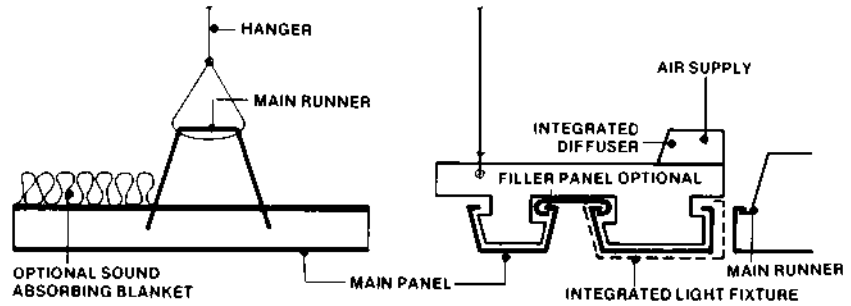 HANGER
MAIN RUNNER
OPTIONAL SOUND
ABSORBING BLANKET
MAIN PANEL
AIR SUPPLY
INTEGRATED
DIFFUSER
FILLER PANEL OPTIONAL
MAIN RUNNER
INTEGRATED LIGHT FIXTURE